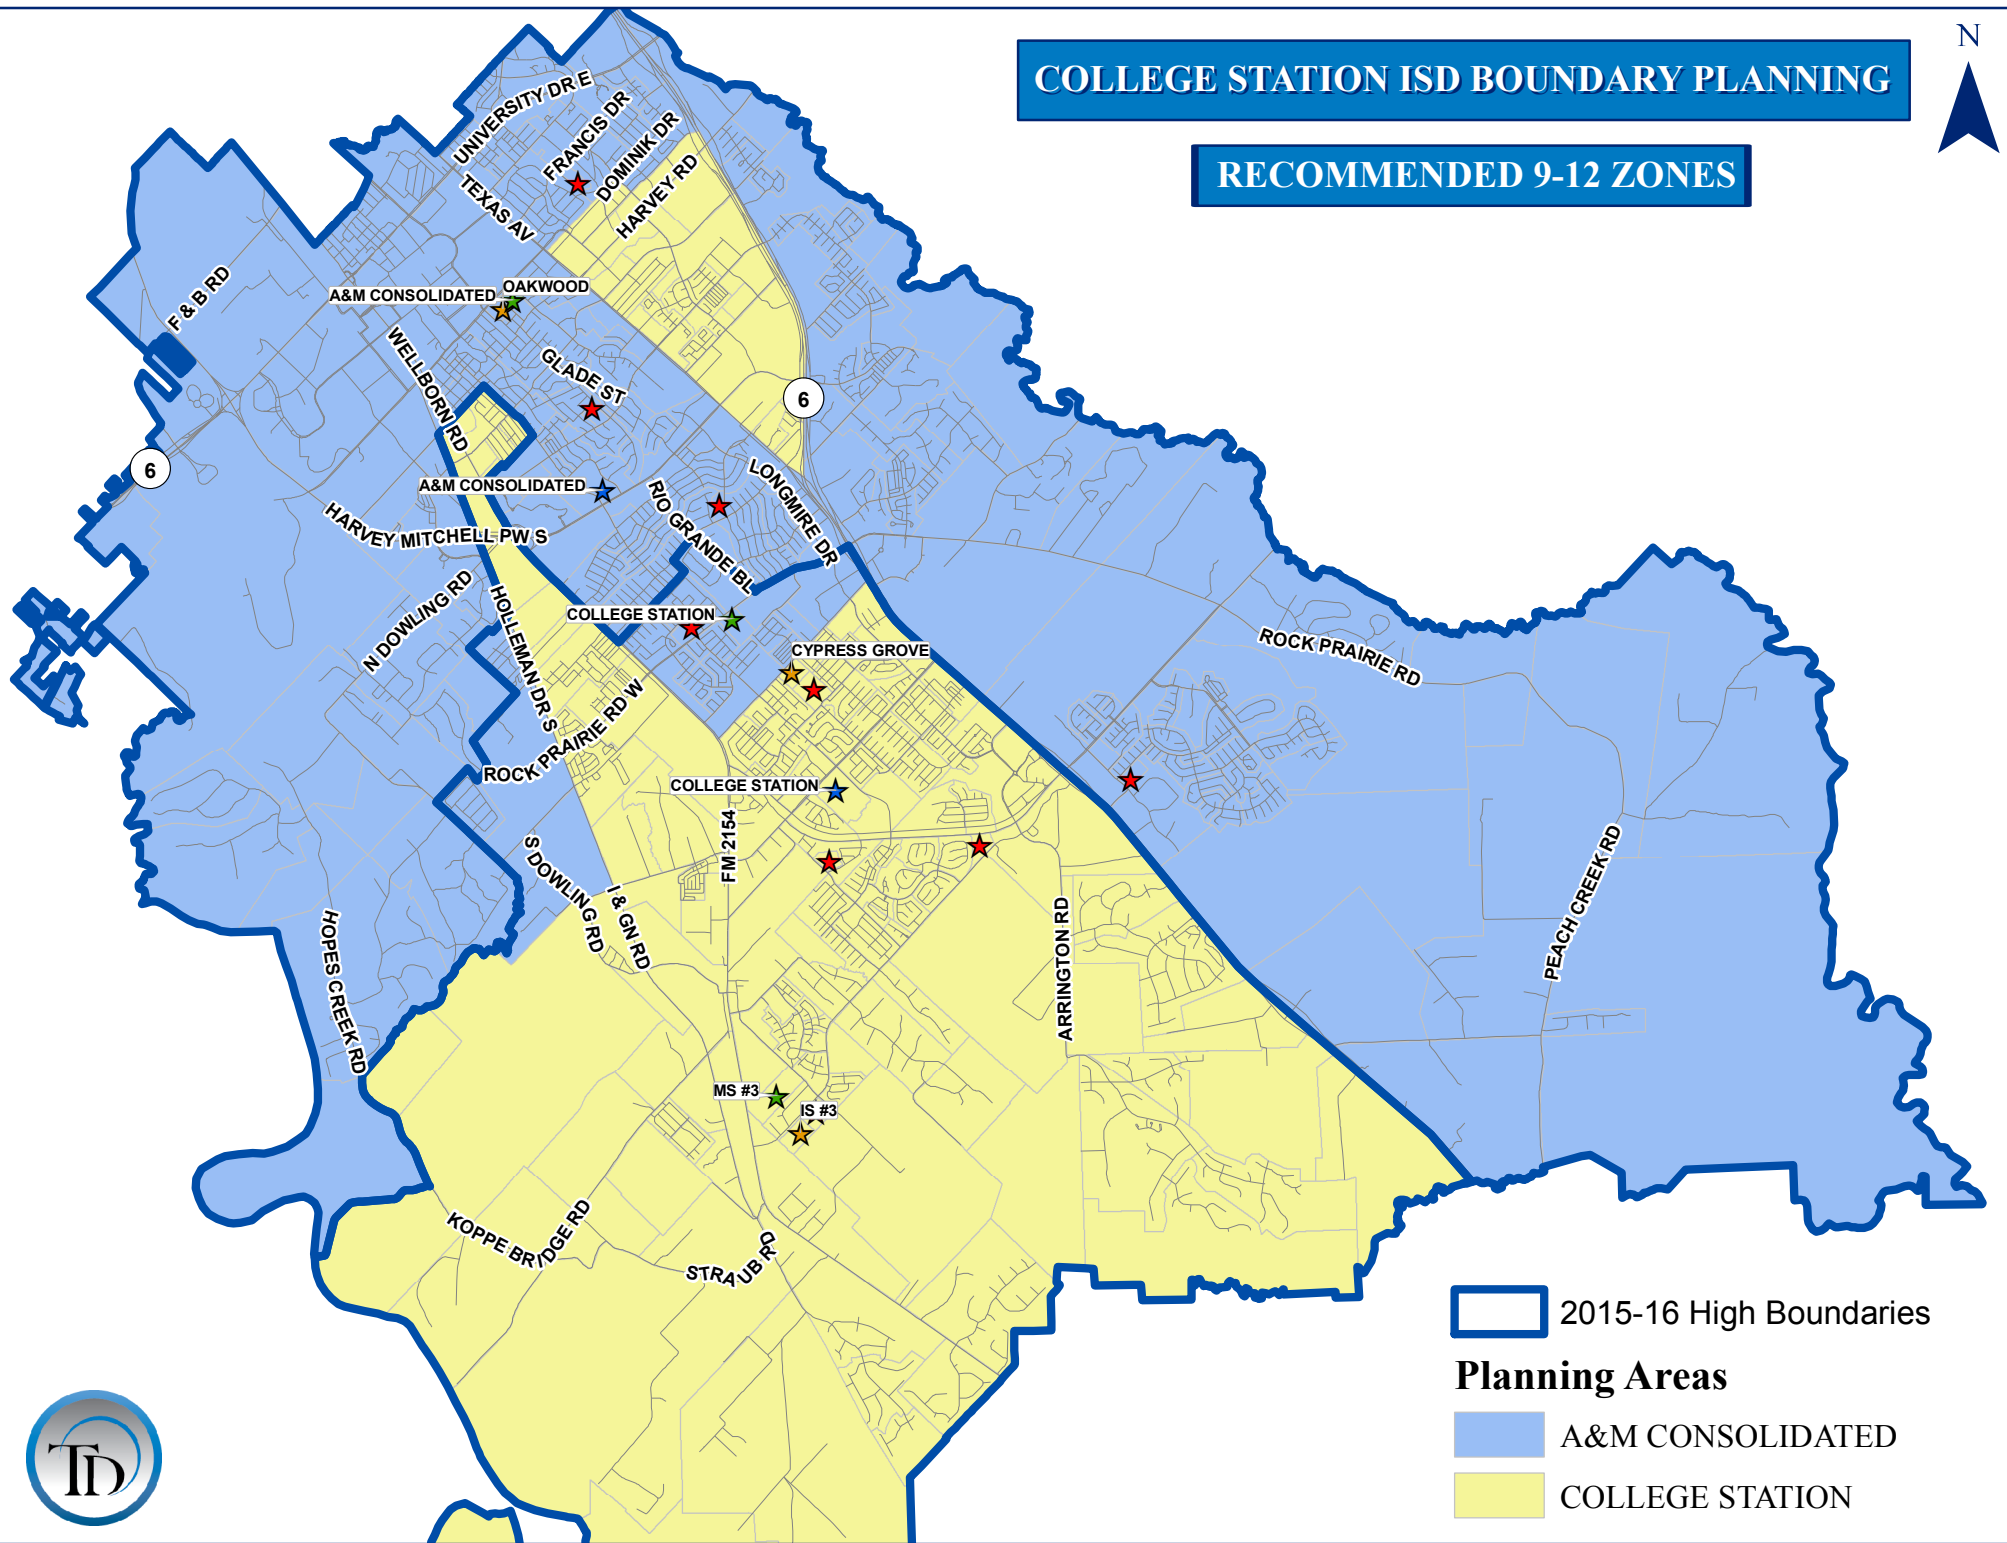 COLLEGE STATION ISD BOUNDARY PLANNING
N
RECOMMENDED 9-12 ZONES
UNIVERSITY DR E
FRANCIS DR
DOMINIK DR
HARVEY RD
TEXAS AV
F & B RD
A&M CONSOLIDATED
OAKWOOD
WELLBORN RD
GLADE ST
6
6
A&M CONSOLIDATED
LONGMIRE DR
RIO GRANDE BL
HARVEY MITCHELL PW S
N DOWLING RD
HOLLEMAN DR S
COLLEGE STATION
CYPRESS GROVE
ROCK PRAIRIE RD
ROCK PRAIRIE RD W
COLLEGE STATION
FM 2154
S DOWLING RD
I & GN RD
ARRINGTON RD
PEACH CREEK RD
HOPES CREEK RD
MS #3
IS #3
KOPPE BRIDGE RD
STRAUB RD
2015-16 High Boundaries
Planning Areas
A&M CONSOLIDATED
COLLEGE STATION
TD